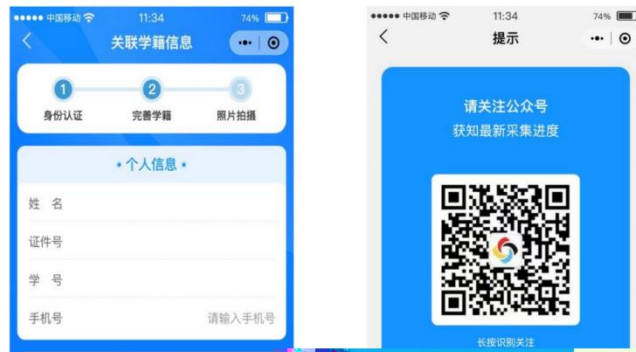 中国移动 11:34 74%
关联学籍信息
1 2 3
身份认证 完善学籍 照片拍摄
• 个人信息 •
姓 名
证件号
学 号
手机号 请输入手机号
中国移动 11:34 74%
提示
请关注公众号
获知最新采集进度
长按识别关注